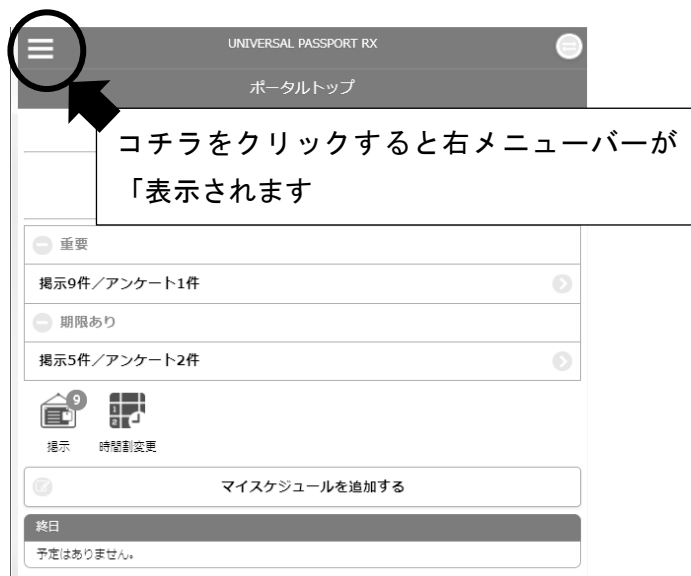 UNIVERSAL PASSPORT RX
ポータルトップ
コチラをクリックすると右メニューバーが
「表示されます
重要
掲示9件／アンケート1件
期限あり
掲示5件／アンケート2件
9
掲示 時間割変更
マイスケジュールを追加する
終日
予定はありません。